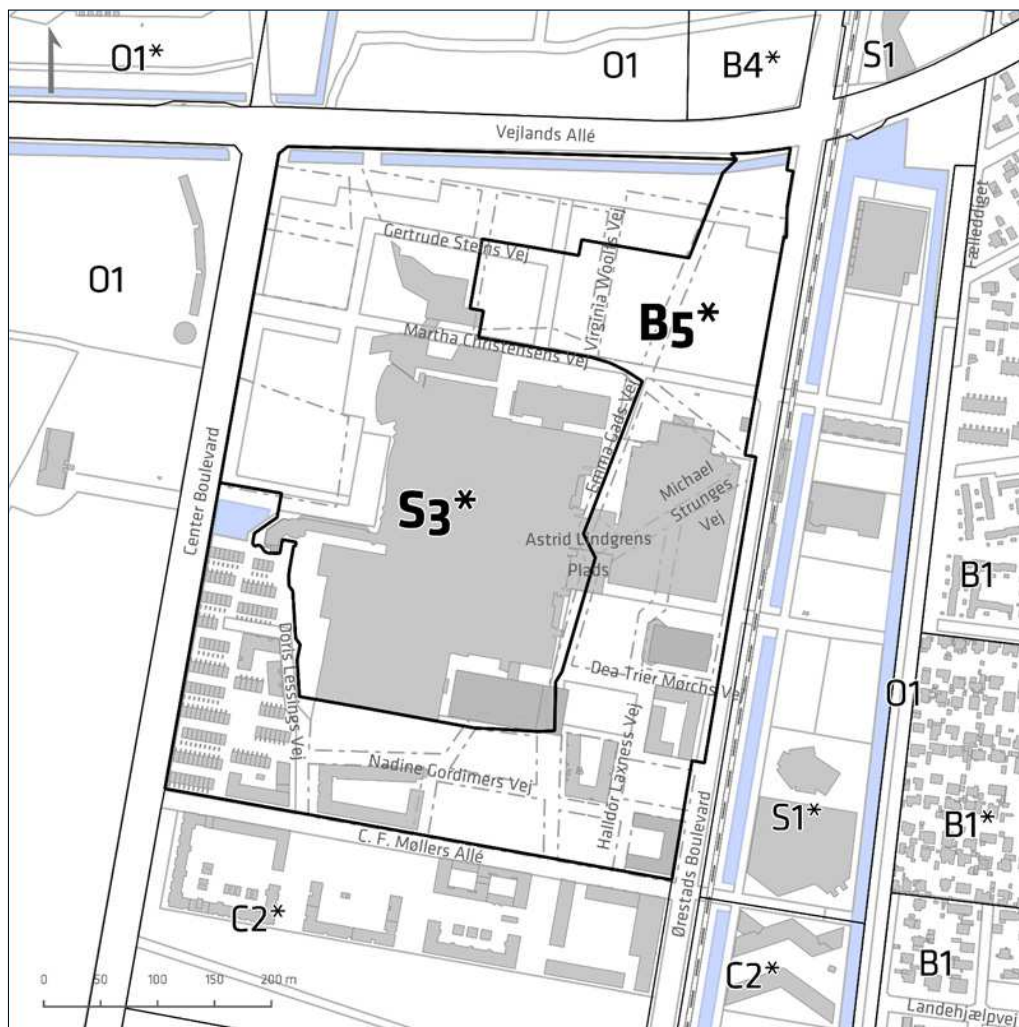 O1*
O1
B4*
S1
Vejlands Allé
Fælleddiget
O1
Gertrude Steins Vej
Virginia Woolfs Vej
B5*
Martha Christensens Vej
Emma Gads Vej
Michael
Strunges
Vej
Center Boulevard
S3*
Astrid Lindgrens
Plads
B1
Doris Lessings Vej
Dea Trier Mørchs Vej
O1
Nadine Gordimers Vej
Halldor Laxness Vej
Ørestads Boulevard
S1*
B1*
C. F. Møllers Allé
C2*
C2*
B1
0 50 100 200 m
Landehjælpvej